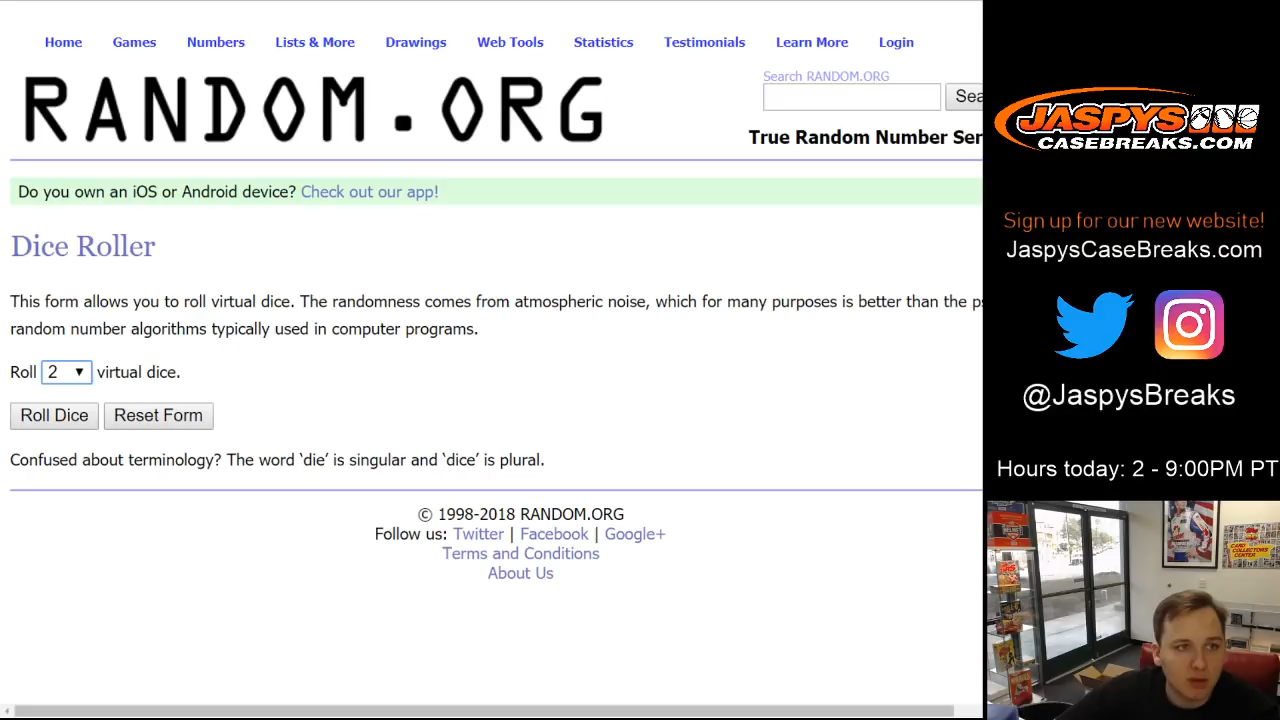 Home Games Numbers Lists & More Drawings Web Tools Statistics Testimonials Learn More Login
RANDOM.ORG
Search RANDOM.ORG
Sea
True Random Number Ser
Do you own an iOS or Android device? Check out our app!
Dice Roller
This form allows you to roll virtual dice. The randomness comes from atmospheric noise, which for many purposes is better than the ps
random number algorithms typically used in computer programs.
Roll 2 virtual dice.
Roll Dice Reset Form
Confused about terminology? The word ‘die’ is singular and ‘dice’ is plural.
© 1998-2018 RANDOM.ORG
Follow us: Twitter | Facebook | Google+
Terms and Conditions
About Us
JASPYS
CASEBREAKS.COM
Sign up for our new website!
JaspysCaseBreaks.com
@JaspysBreaks
Hours today: 2 - 9:00PM PT
CARD
COLLECTORS
CENTER